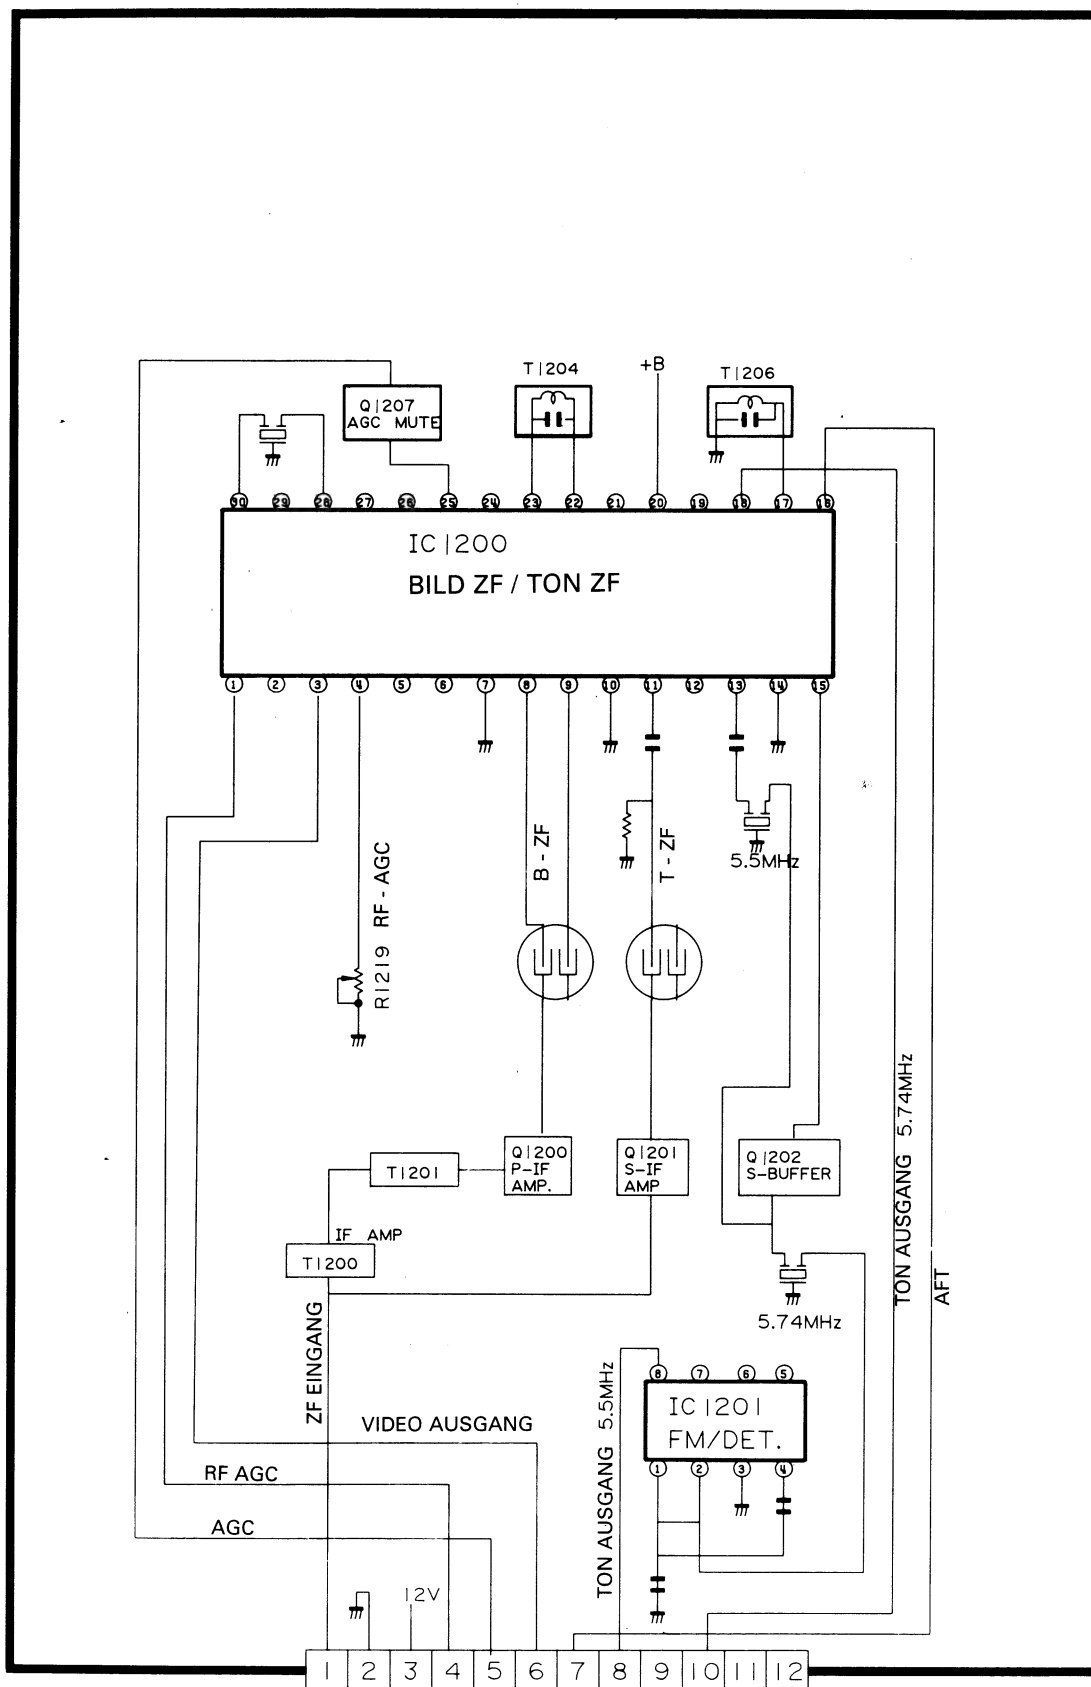 T1204
+B
T1206
Q1207
AGC MUTE
30 29 28 27 26 25 24 23 22 21 20 19 18 17 16
IC1200
BILD ZF / TON ZF
1 2 3 4 5 6 7 8 9 10 11 12 13 14 15
R1219 RF - AGC
B - ZF
T - ZF
5.5MHz
Q1200
P-IF
AMP.
Q1201
S-IF
AMP
Q1202
S-BUFFER
T1201
IF AMP
T1200
5.74MHz
TON AUSGANG 5.74MHz
AFT
ZF EINGANG
TON AUSGANG 5.5MHz
8 7 6 5
IC1201
FM/DET.
1 2 3 4
VIDEO AUSGANG
RF AGC
AGC
12V
1 2 3 4 5 6 7 8 9 10 11 12